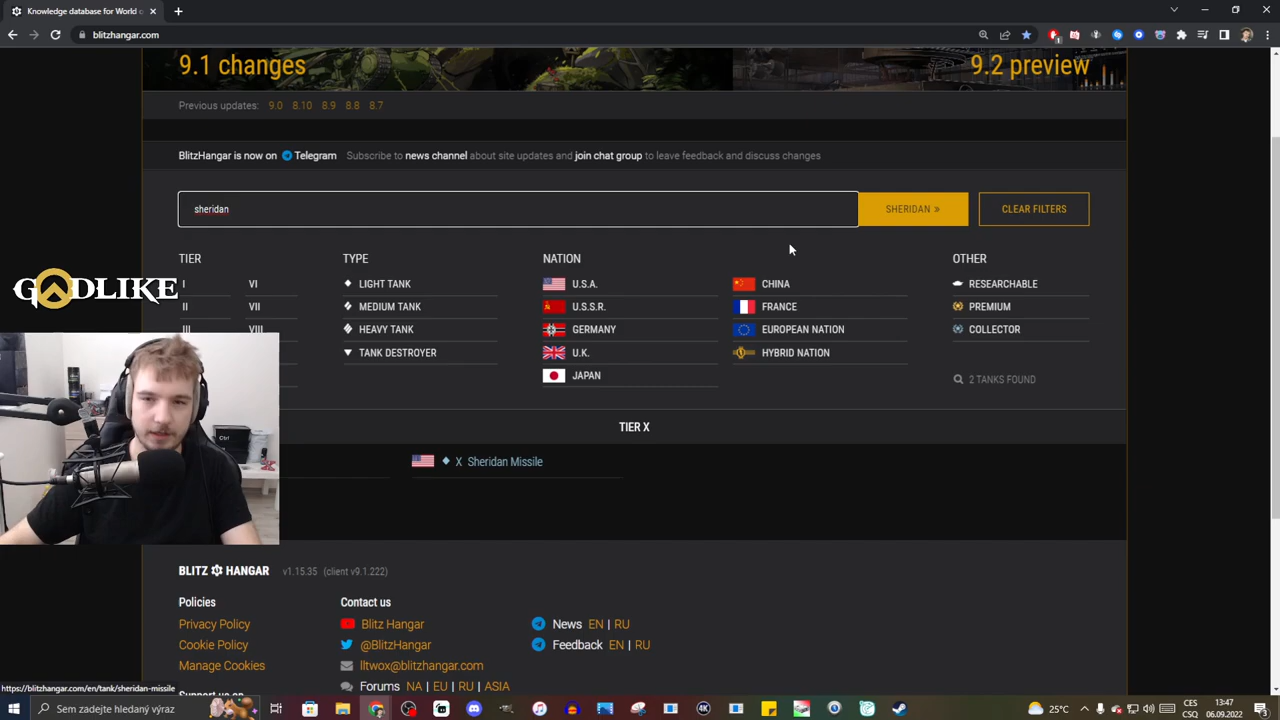 Knowledge database for World o
blitzhangar.com
9.1 changes
9.2 preview
Previous updates: 9.0 8.10 8.9 8.8 8.7
BlitzHangar is now on Telegram Subscribe to news channel about site updates and join chat group to leave feedback and discuss changes
sheridan
SHERIDAN »
CLEAR FILTERS
TIER
TYPE
NATION
OTHER
I VI
LIGHT TANK
U.S.A.
CHINA
RESEARCHABLE
II VII
MEDIUM TANK
U.S.S.R.
FRANCE
PREMIUM
III VIII
HEAVY TANK
GERMANY
EUROPEAN NATION
COLLECTOR
TANK DESTROYER
U.K.
HYBRID NATION
JAPAN
2 TANKS FOUND
GODLIKE
TIER X
Ctrl
X Sheridan Missile
BLITZ HANGAR v1.15.35 (client v9.1.222)
Policies
Contact us
Privacy Policy
Blitz Hangar
News EN | RU
Cookie Policy
@BlitzHangar
Feedback EN | RU
Manage Cookies
lltwox@blitzhangar.com
Forums NA | EU | RU | ASIA
https://blitzhangar.com/en/tank/sheridan-missile
Sem zadejte hledaný výraz
25°C
CES
CSQ
13:47
06.09.2022